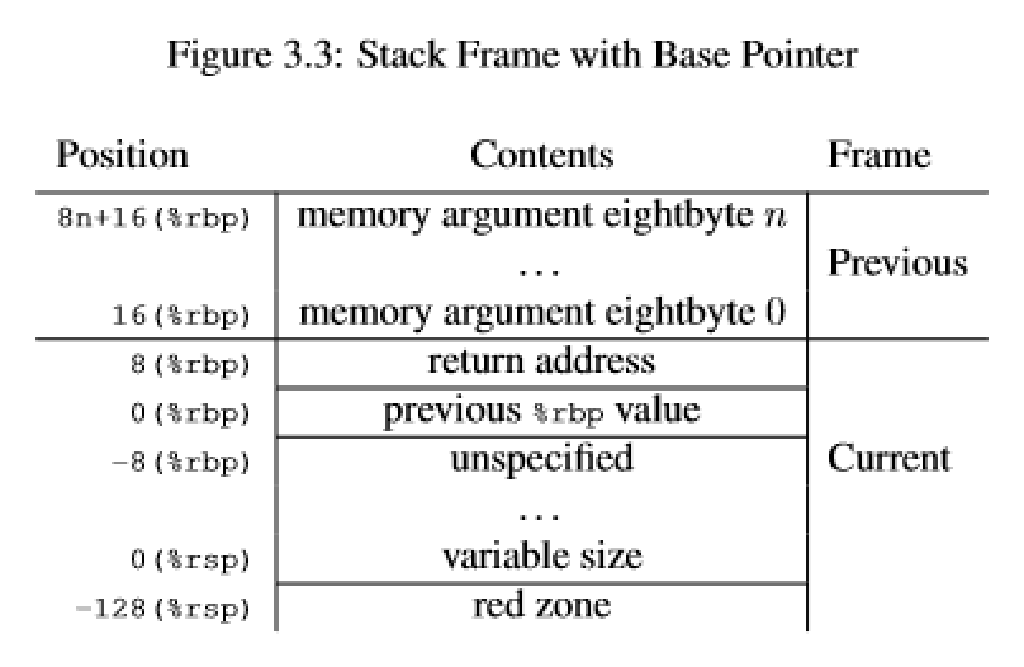 Figure 3.3: Stack Frame with Base Pointer
Position Contents Frame
8n+16(%rbp) memory argument eightbyte n
... Previous
16(%rbp) memory argument eightbyte 0
8(%rbp) return address
0(%rbp) previous %rbp value
-8(%rbp) unspecified Current
...
0(%rsp) variable size
-128(%rsp) red zone